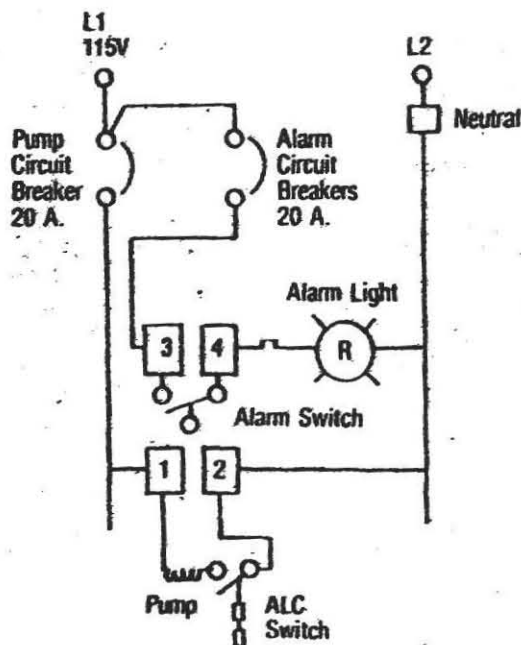 L1
115V
L2
Neutral
Pump
Circuit
Breaker
20 A.
Alarm
Circuit
Breakers
20 A.
Alarm Light
3
4
R
Alarm Switch
1
2
Pump
ALC
Switch